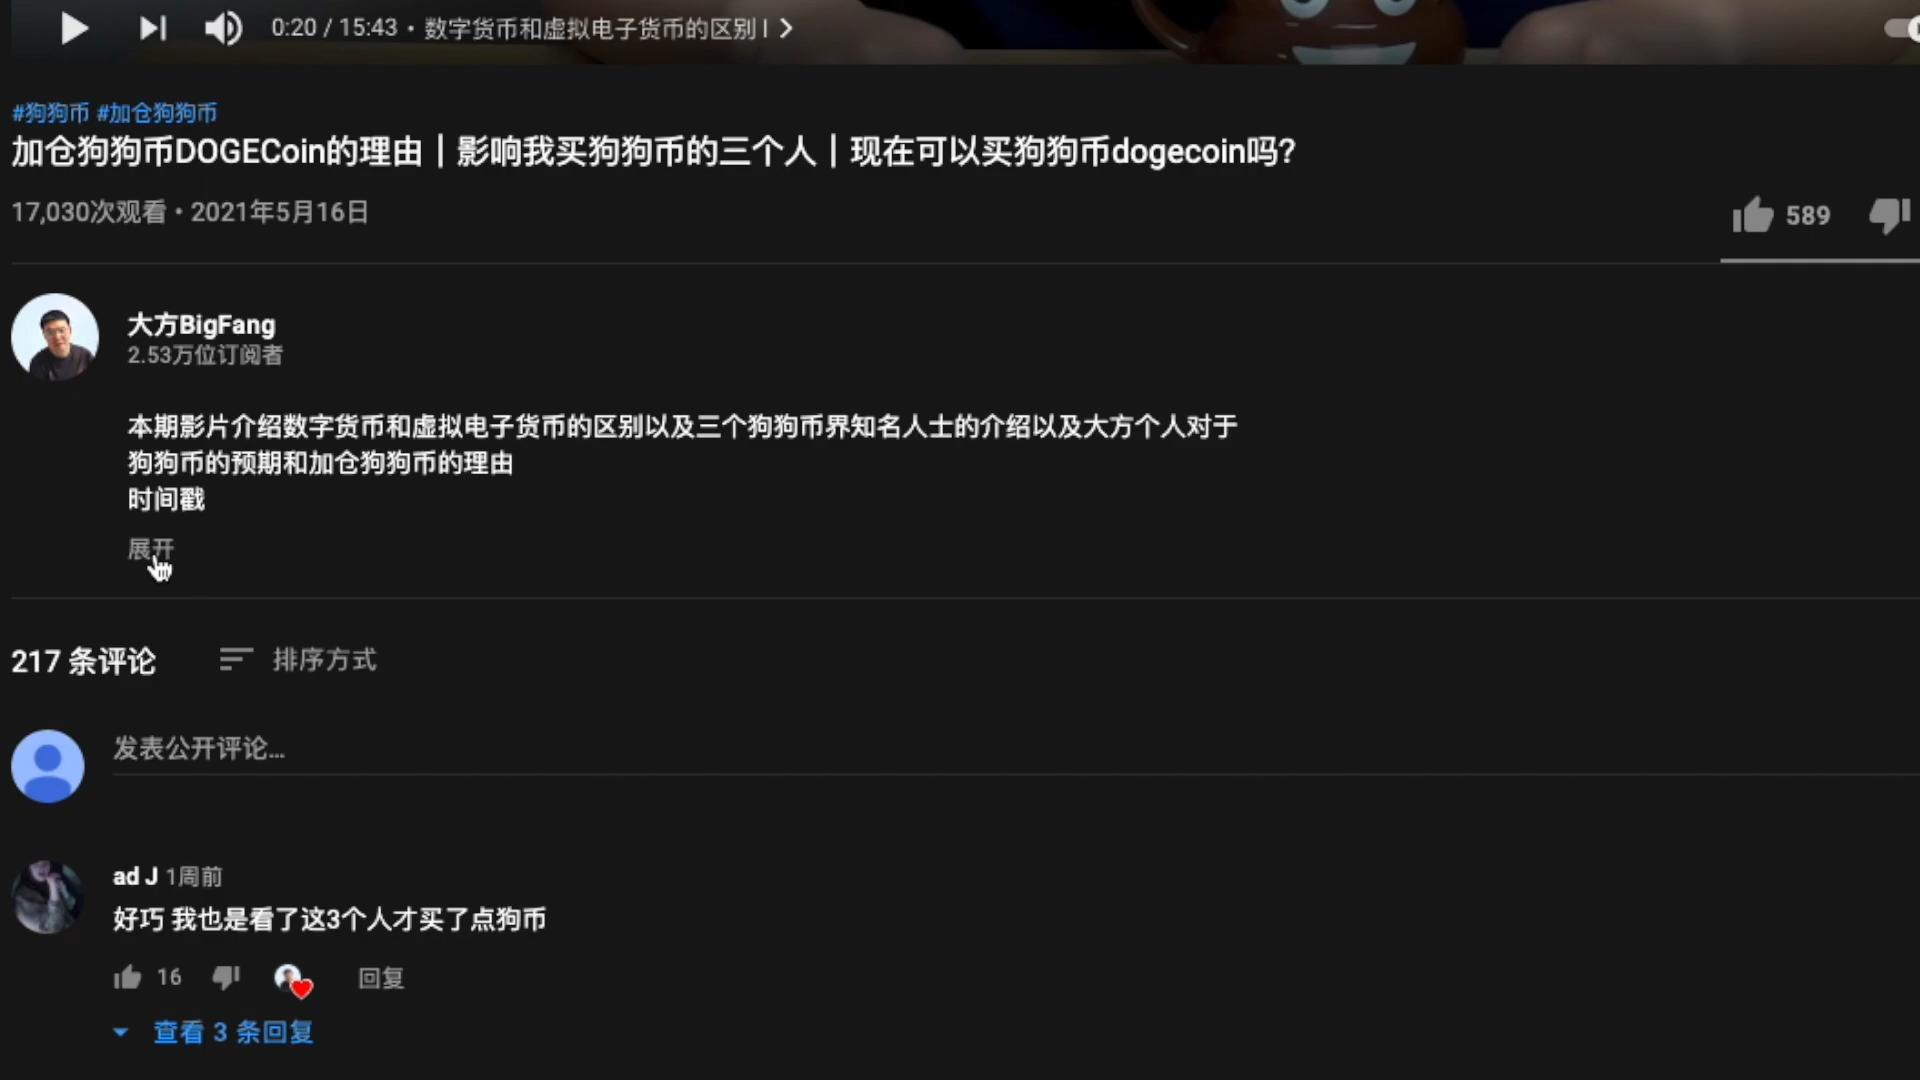 0:20 / 15:43 • 数字货币和虚拟电子货币的区别 |
#狗狗币 #加仓狗狗币
加仓狗狗币DOGECoin的理由｜影响我买狗狗币的三个人｜现在可以买狗狗币dogecoin吗?
17,030次观看 • 2021年5月16日
589
大方BigFang
2.53万位订阅者
本期影片介绍数字货币和虚拟电子货币的区别以及三个狗狗币界知名人士的介绍以及大方个人对于
狗狗币的预期和加仓狗狗币的理由
时间戳
展开
217 条评论 排序方式
发表公开评论...
ad J 1周前
好巧 我也是看了这3个人才买了点狗币
16 回复
查看 3 条回复